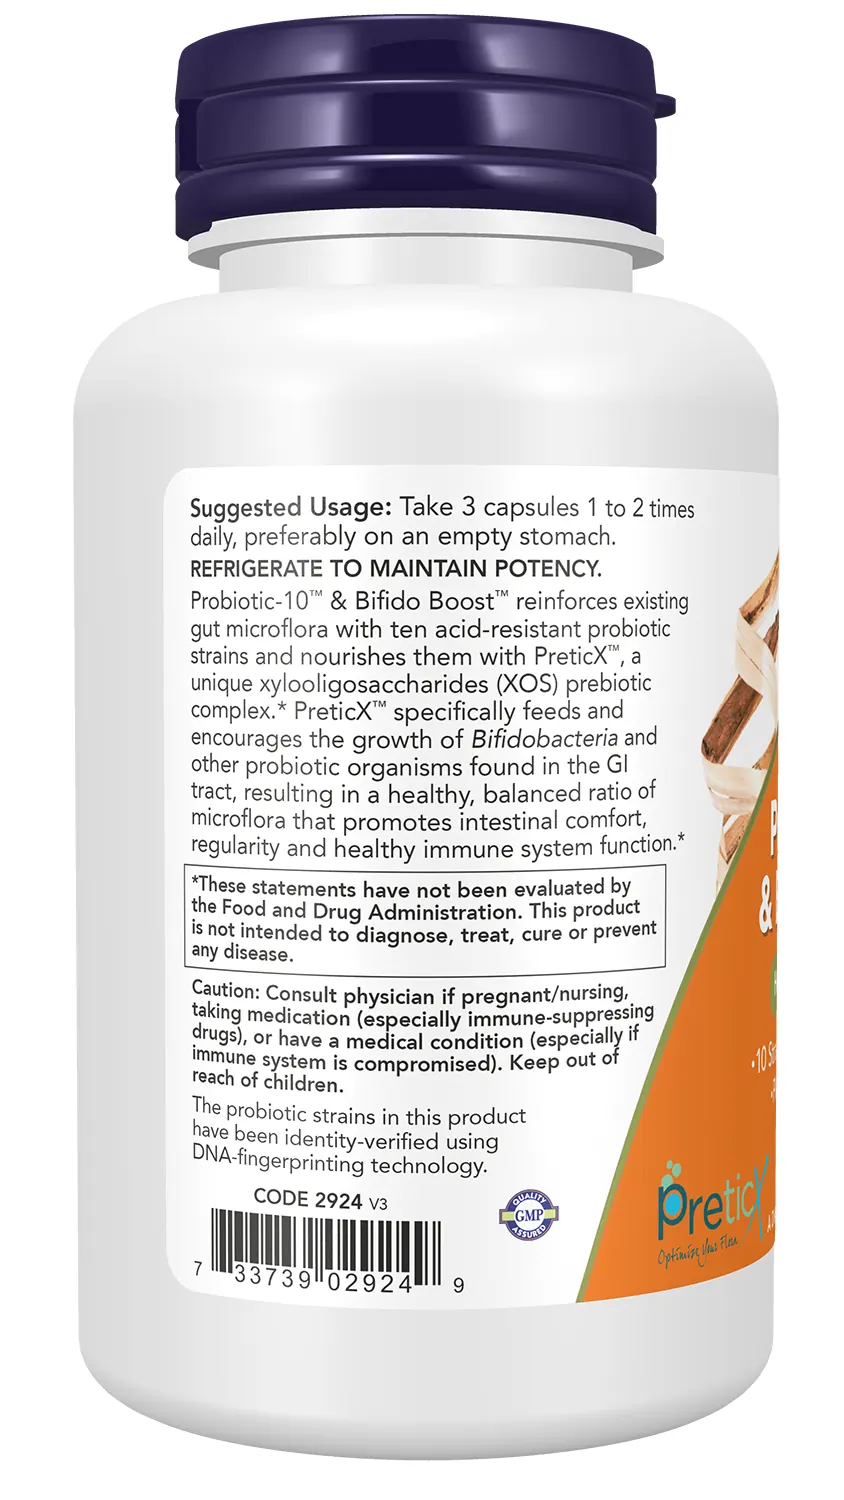 Suggested Usage: Take 3 capsules 1 to 2 times
daily, preferably on an empty stomach.
REFRIGERATE TO MAINTAIN POTENCY.
Probiotic-10™ & Bifido Boost™ reinforces existing
gut microflora with ten acid-resistant probiotic
strains and nourishes them with PreticX™, a
unique xylooligosaccharides (XOS) prebiotic
complex.* PreticX™ specifically feeds and
encourages the growth of Bifidobacteria and
other probiotic organisms found in the GI
tract, resulting in a healthy, balanced ratio of
microflora that promotes intestinal comfort,
regularity and healthy immune system function.*
*These statements have not been evaluated by
the Food and Drug Administration. This product
is not intended to diagnose, treat, cure or prevent
any disease.
Caution: Consult physician if pregnant/nursing,
taking medication (especially immune-suppressing
drugs), or have a medical condition (especially if
immune system is compromised). Keep out of
reach of children.
The probiotic strains in this product
have been identity-verified using
DNA-fingerprinting technology.
CODE 2924 V3
7 33739 02924 9
QUALITY
GMP
ASSURED
&
•10
PreticX
Optimize Your Flora